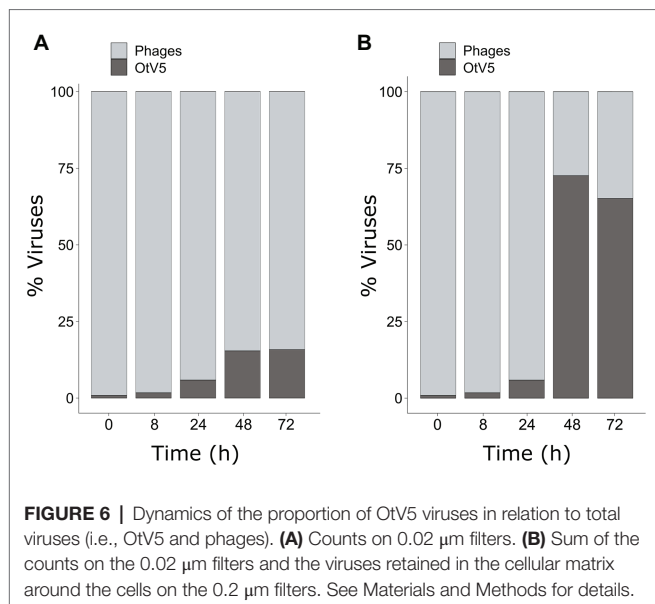 A
Phages
OtV5
% Viruses
100
75
50
25
0
0 8 24 48 72
Time (h)
B
Phages
OtV5
% Viruses
100
75
50
25
0
0 8 24 48 72
Time (h)
FIGURE 6 | Dynamics of the proportion of OtV5 viruses in relation to total
viruses (i.e., OtV5 and phages). (A) Counts on 0.02 μm filters. (B) Sum of the
counts on the 0.02 μm filters and the viruses retained in the cellular matrix
around the cells on the 0.2 μm filters. See Materials and Methods for details.